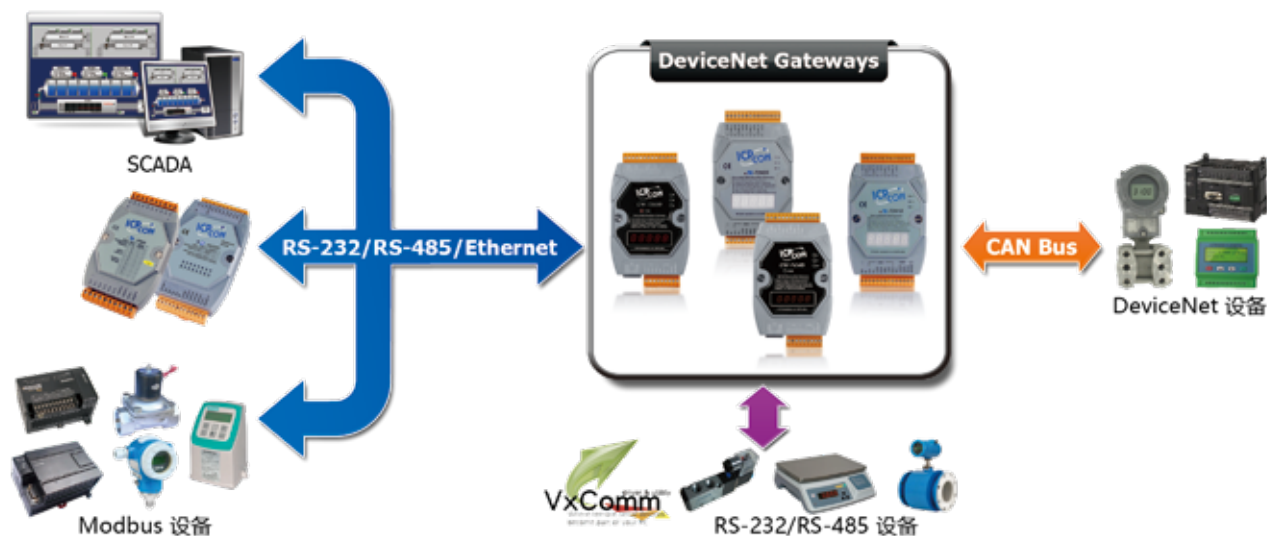 DeviceNet Gateways
SCADA
RS-232/RS-485/Ethernet
CAN Bus
DeviceNet 设备
Modbus 设备
VxComm
RS-232/RS-485 设备